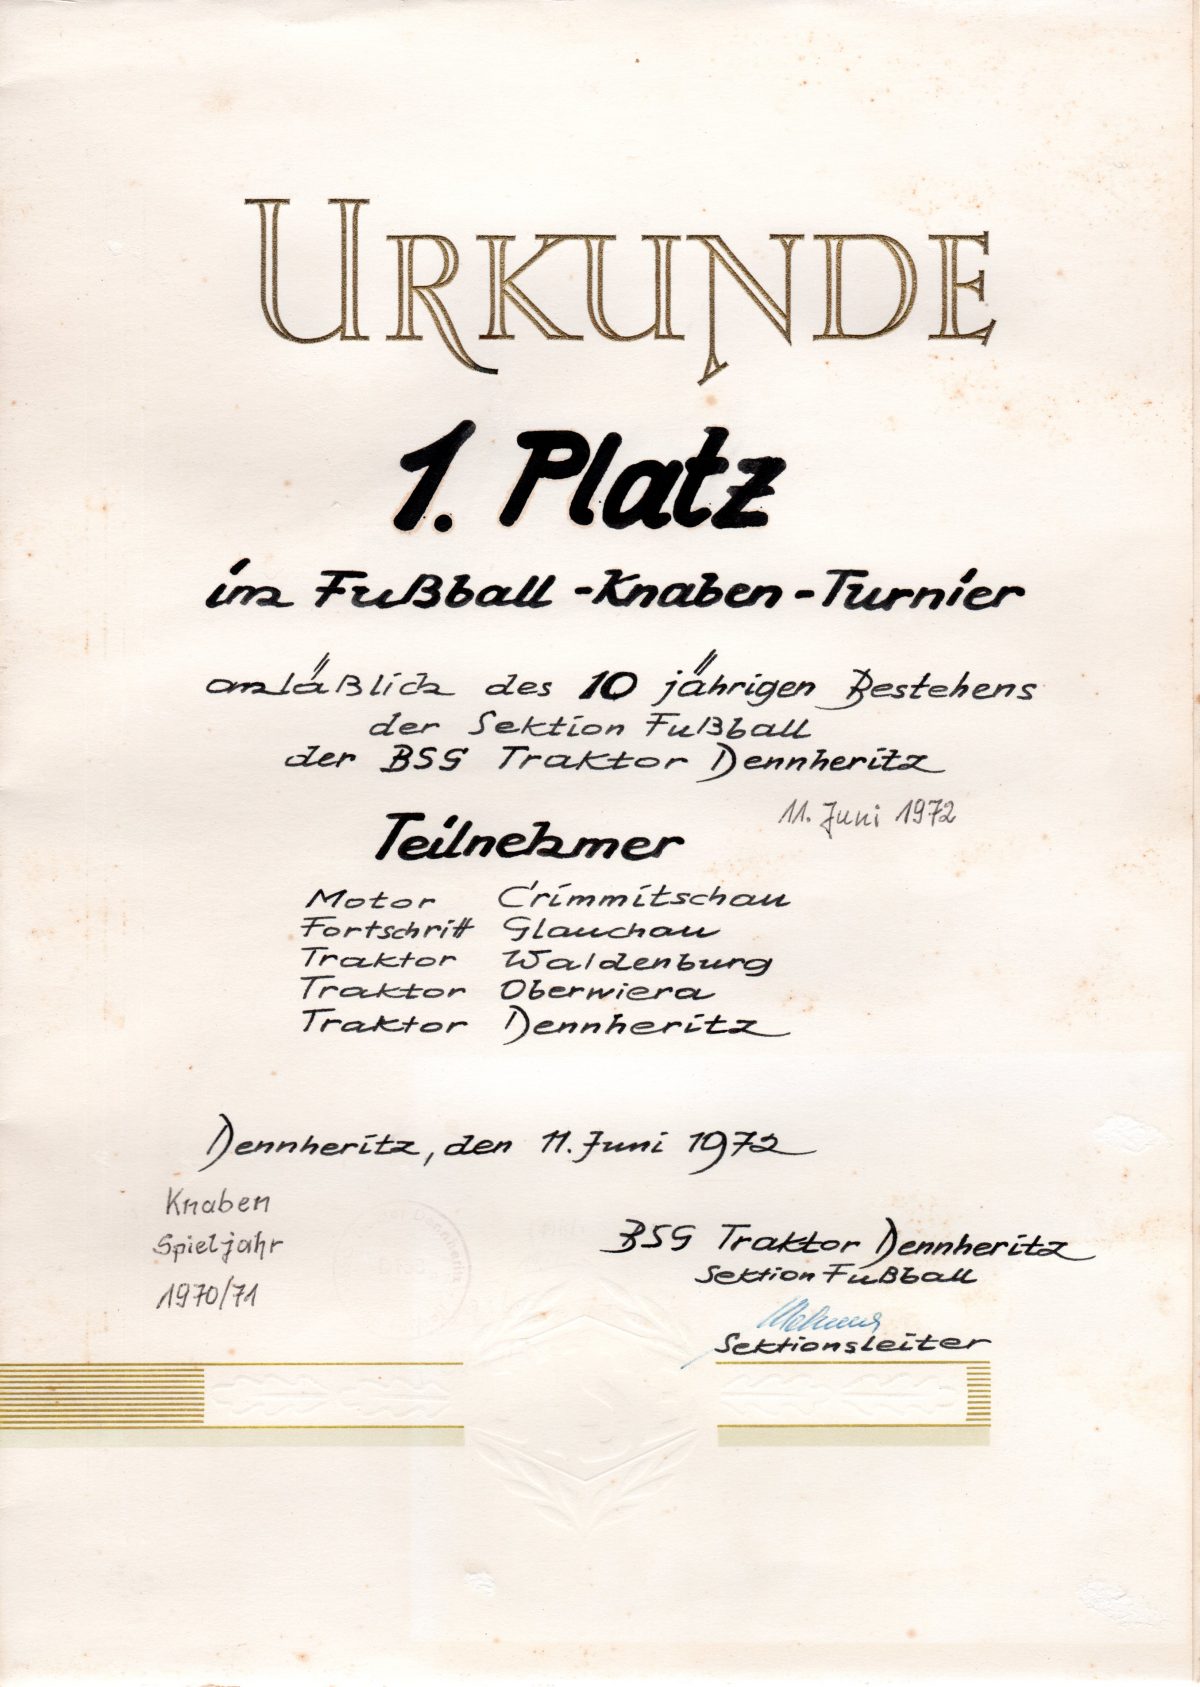 URKUNDE
1. Platz
im Fußball-Knaben-Turnier
anläßlich des 10 jährigen Bestehens
der Sektion Fußball
der BSG Traktor Dennheritz
11. Juni 1972
Teilnehmer
Motor Crimmitschau
Fortschritt Glauchau
Traktor Waldenburg
Traktor Oberwiera
Traktor Dennheritz
Dennheritz, den 11. Juni 1972
Knaben
Spieljahr
1970/71
BSG Traktor Dennheritz
Sektion Fußball
Sektionsleiter